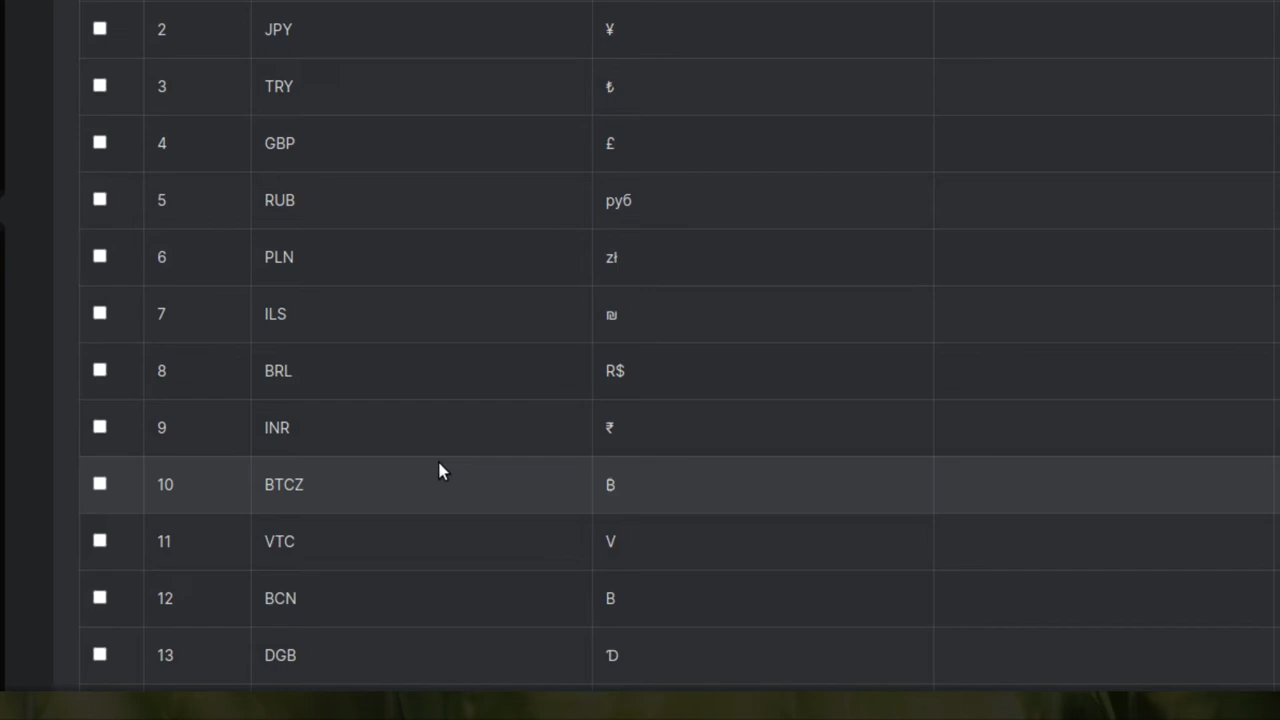 2 JPY ¥
3 TRY ₺
4 GBP £
5 RUB руб
6 PLN zł
7 ILS ₪
8 BRL R$
9 INR ₹
10 BTCZ ₿
11 VTC V
12 BCN B
13 DGB Ɗ